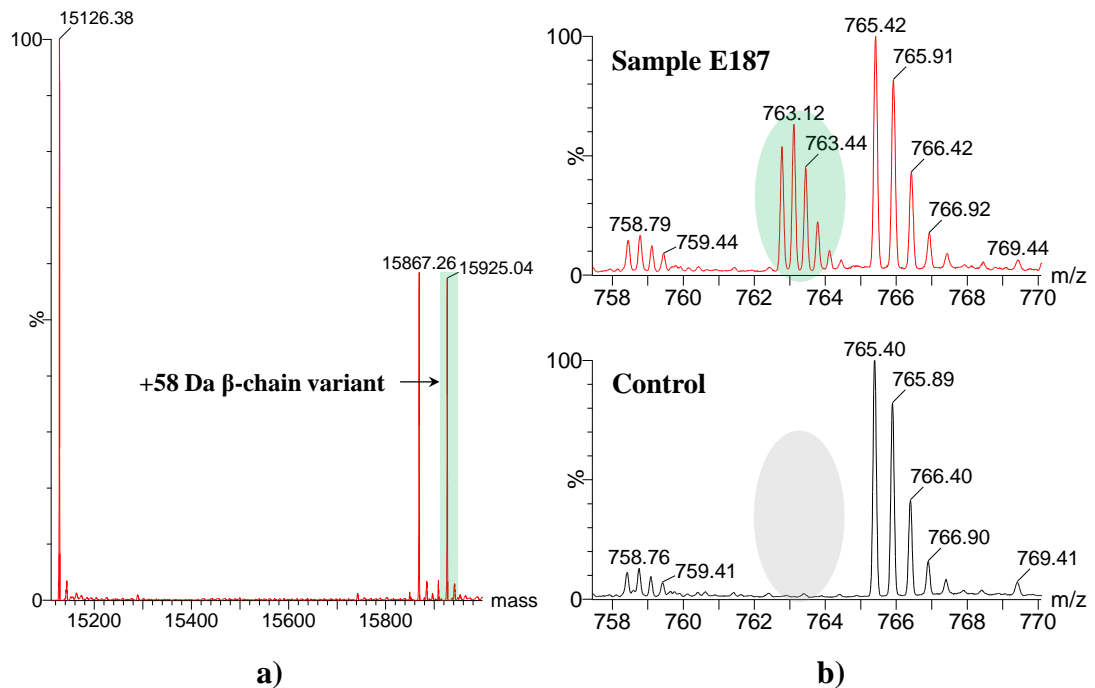 15126.38
100
%
0
15867.26
15925.04
+58 Da β-chain variant
15200 15400 15600 15800
mass
a)
Sample E187
100
%
0
765.42
765.91
763.12
763.44
766.42
766.92
758.79
759.44
769.44
758 760 762 764 766 768 770
m/z
Control
100
%
0
765.40
765.89
766.40
766.90
758.76
759.41
769.41
758 760 762 764 766 768 770
m/z
b)